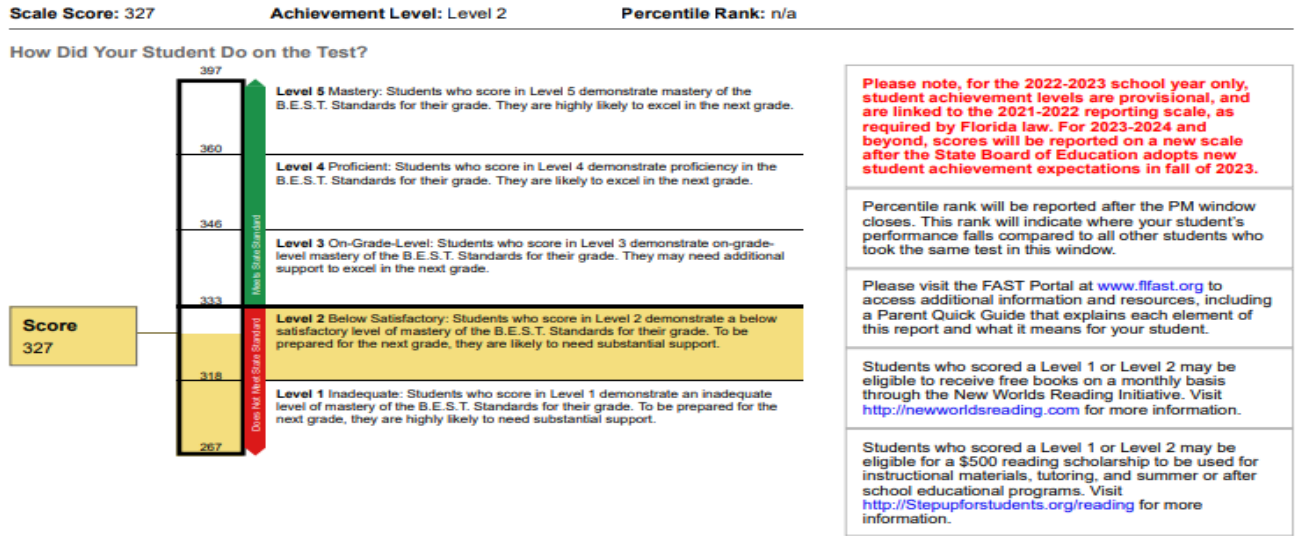 Scale Score: 327 Achievement Level: Level 2 Percentile Rank: n/a
How Did Your Student Do on the Test?
397
Level 5 Mastery: Students who score in Level 5 demonstrate mastery of the
B.E.S.T. Standards for their grade. They are highly likely to excel in the next grade.
360
Level 4 Proficient: Students who score in Level 4 demonstrate proficiency in the
B.E.S.T. Standards for their grade. They are likely to excel in the next grade.
346
Level 3 On-Grade-Level: Students who score in Level 3 demonstrate on-grade-
level mastery of the B.E.S.T. Standards for their grade. They may need additional
support to excel in the next grade.
Meets State Standard
333
Score
327
Level 2 Below Satisfactory: Students who score in Level 2 demonstrate a below
satisfactory level of mastery of the B.E.S.T. Standards for their grade. To be
prepared for the next grade, they are likely to need substantial support.
318
Does Not Meet State Standard
Level 1 Inadequate: Students who score in Level 1 demonstrate an inadequate
level of mastery of the B.E.S.T. Standards for their grade. To be prepared for the
next grade, they are highly likely to need substantial support.
267
Please note, for the 2022-2023 school year only,
student achievement levels are provisional, and
are linked to the 2021-2022 reporting scale, as
required by Florida law. For 2023-2024 and
beyond, scores will be reported on a new scale
after the State Board of Education adopts new
student achievement expectations in fall of 2023.
Percentile rank will be reported after the PM window
closes. This rank will indicate where your student's
performance falls compared to all other students who
took the same test in this window.
Please visit the FAST Portal at www.flfast.org to
access additional information and resources, including
a Parent Quick Guide that explains each element of
this report and what it means for your student.
Students who scored a Level 1 or Level 2 may be
eligible to receive free books on a monthly basis
through the New Worlds Reading Initiative. Visit
http://newworldsreading.com for more information.
Students who scored a Level 1 or Level 2 may be
eligible for a $500 reading scholarship to be used for
instructional materials, tutoring, and summer or after
school educational programs. Visit
http://Stepupforstudents.org/reading for more
information.